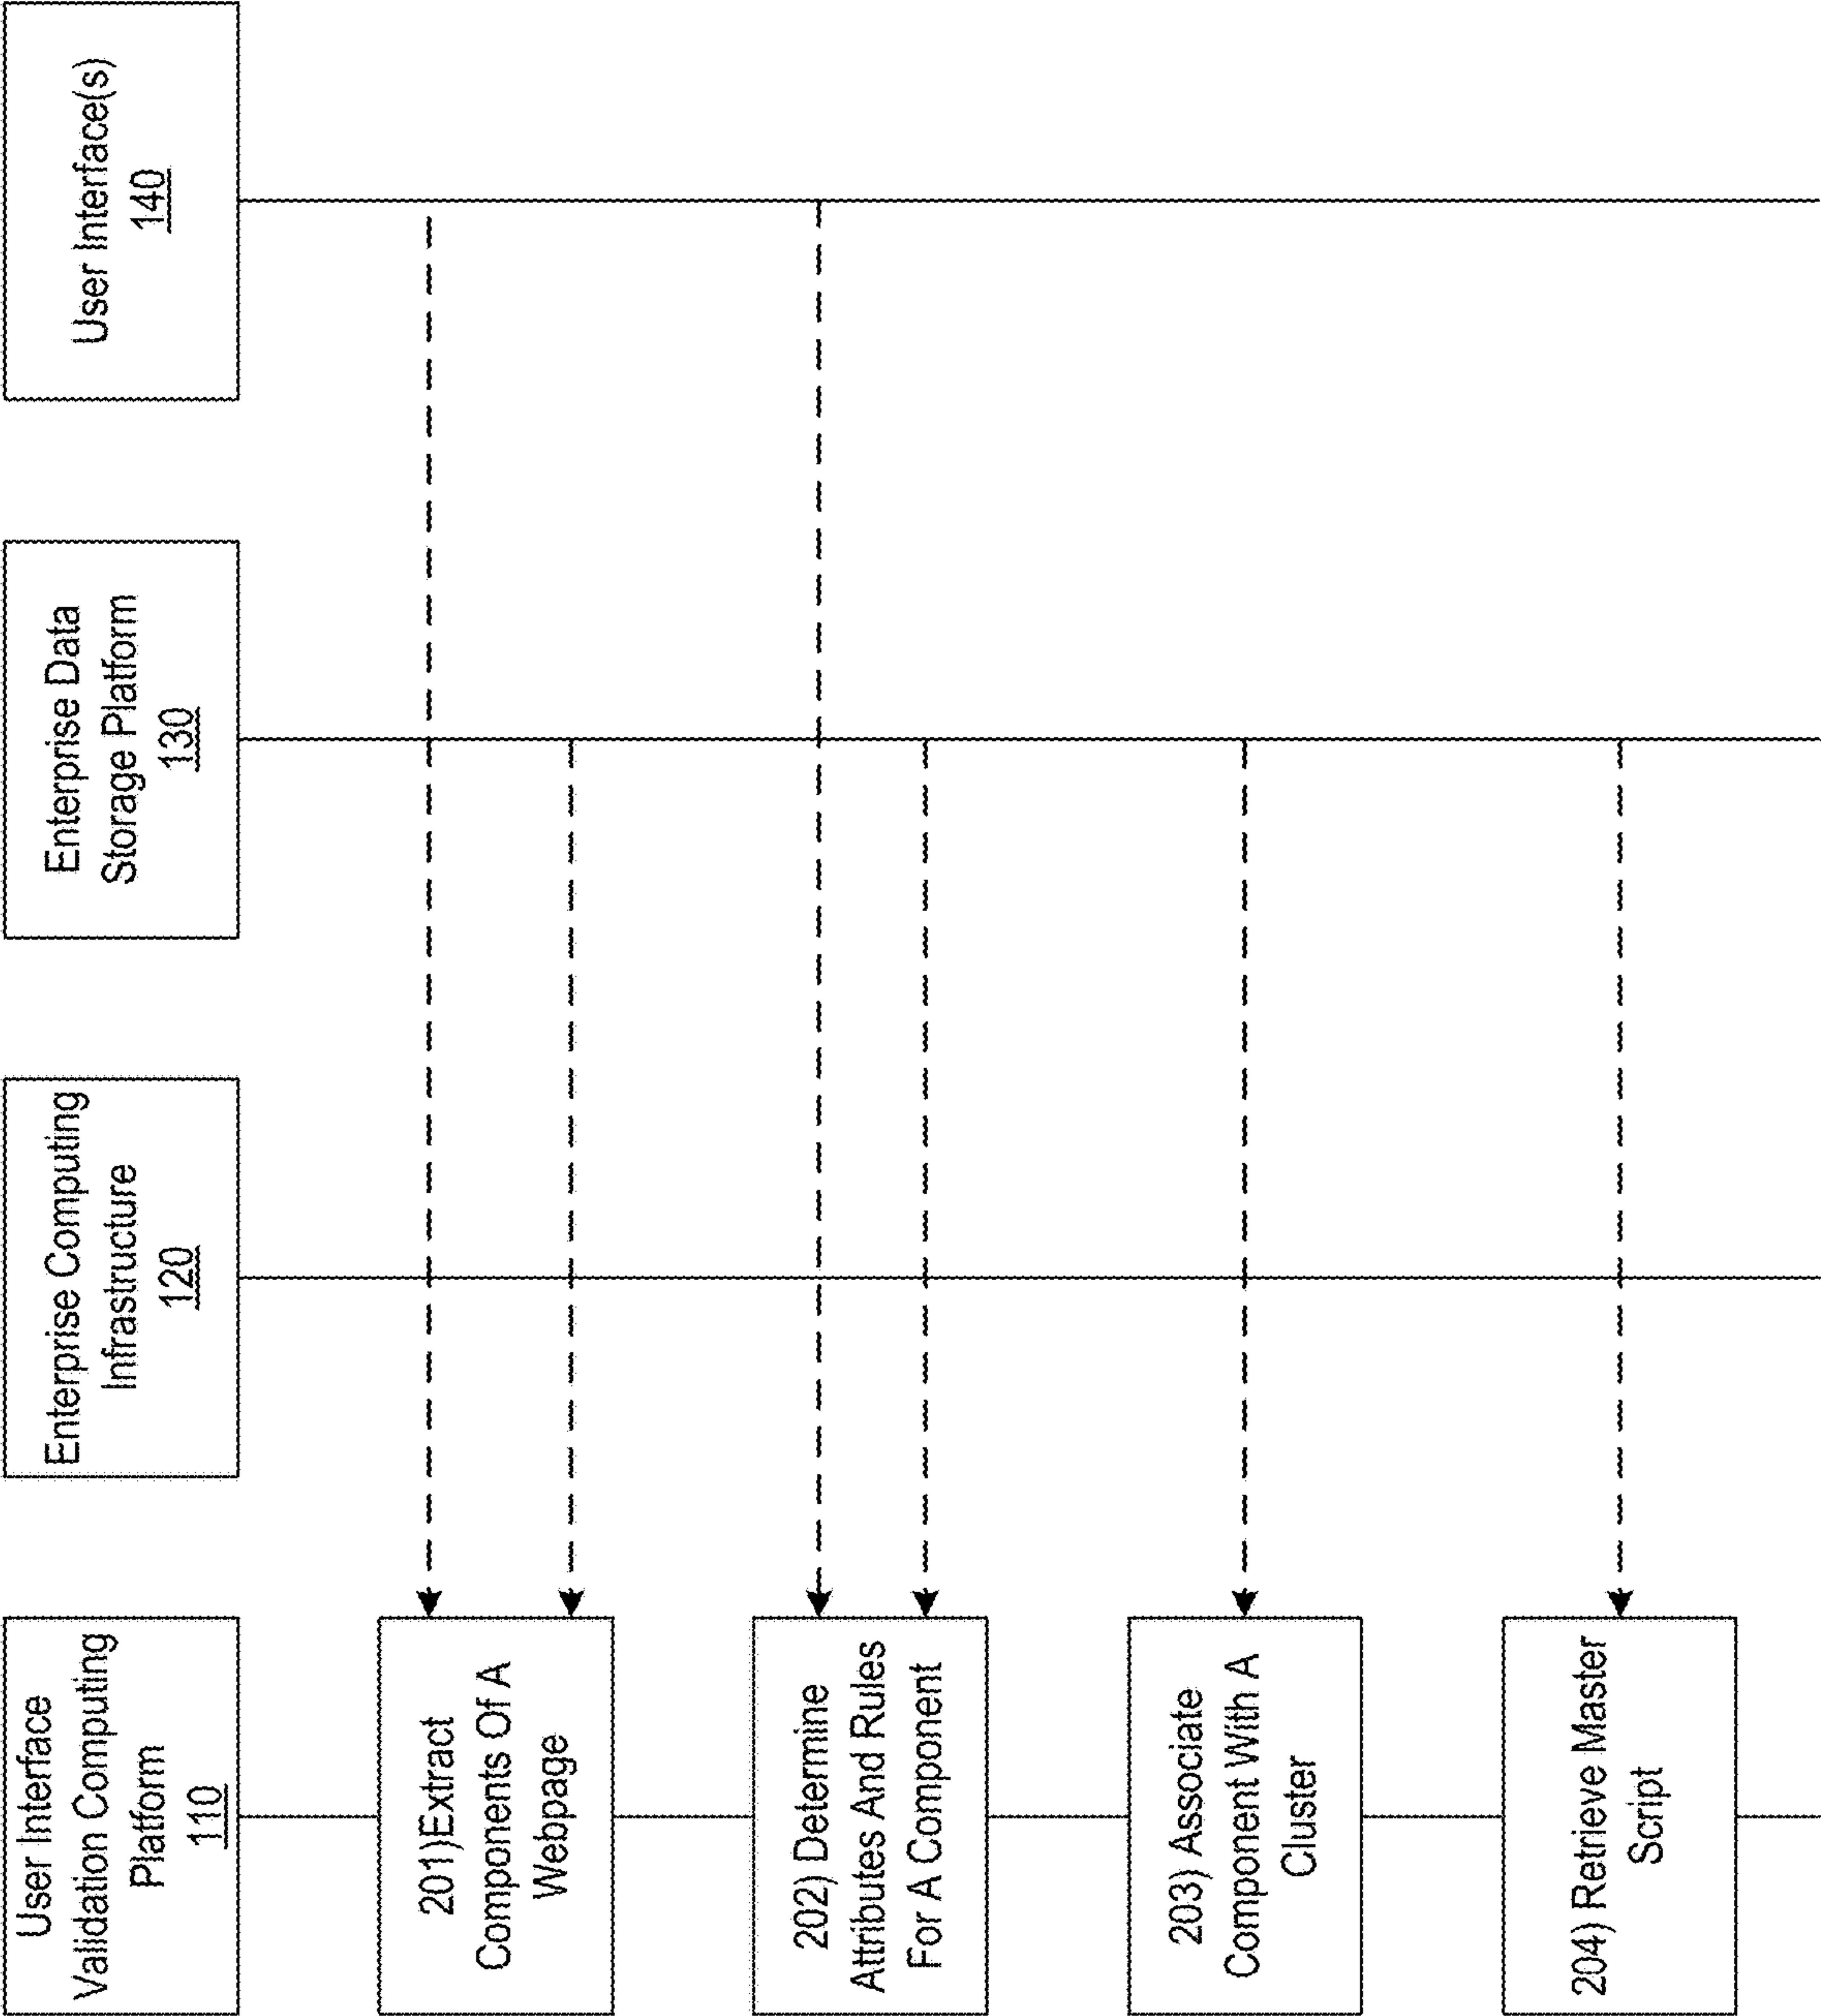 User Interface
Validation Computing
Platform
110
Enterprise Computing
Infrastructure
120
Enterprise Data
Storage Platform
130
User Interface(s)
140
201)Extract
Components Of A
Webpage
202) Determine
Attributes And Rules
For A Component
203) Associate
Component With A
Cluster
204) Retrieve Master
Script